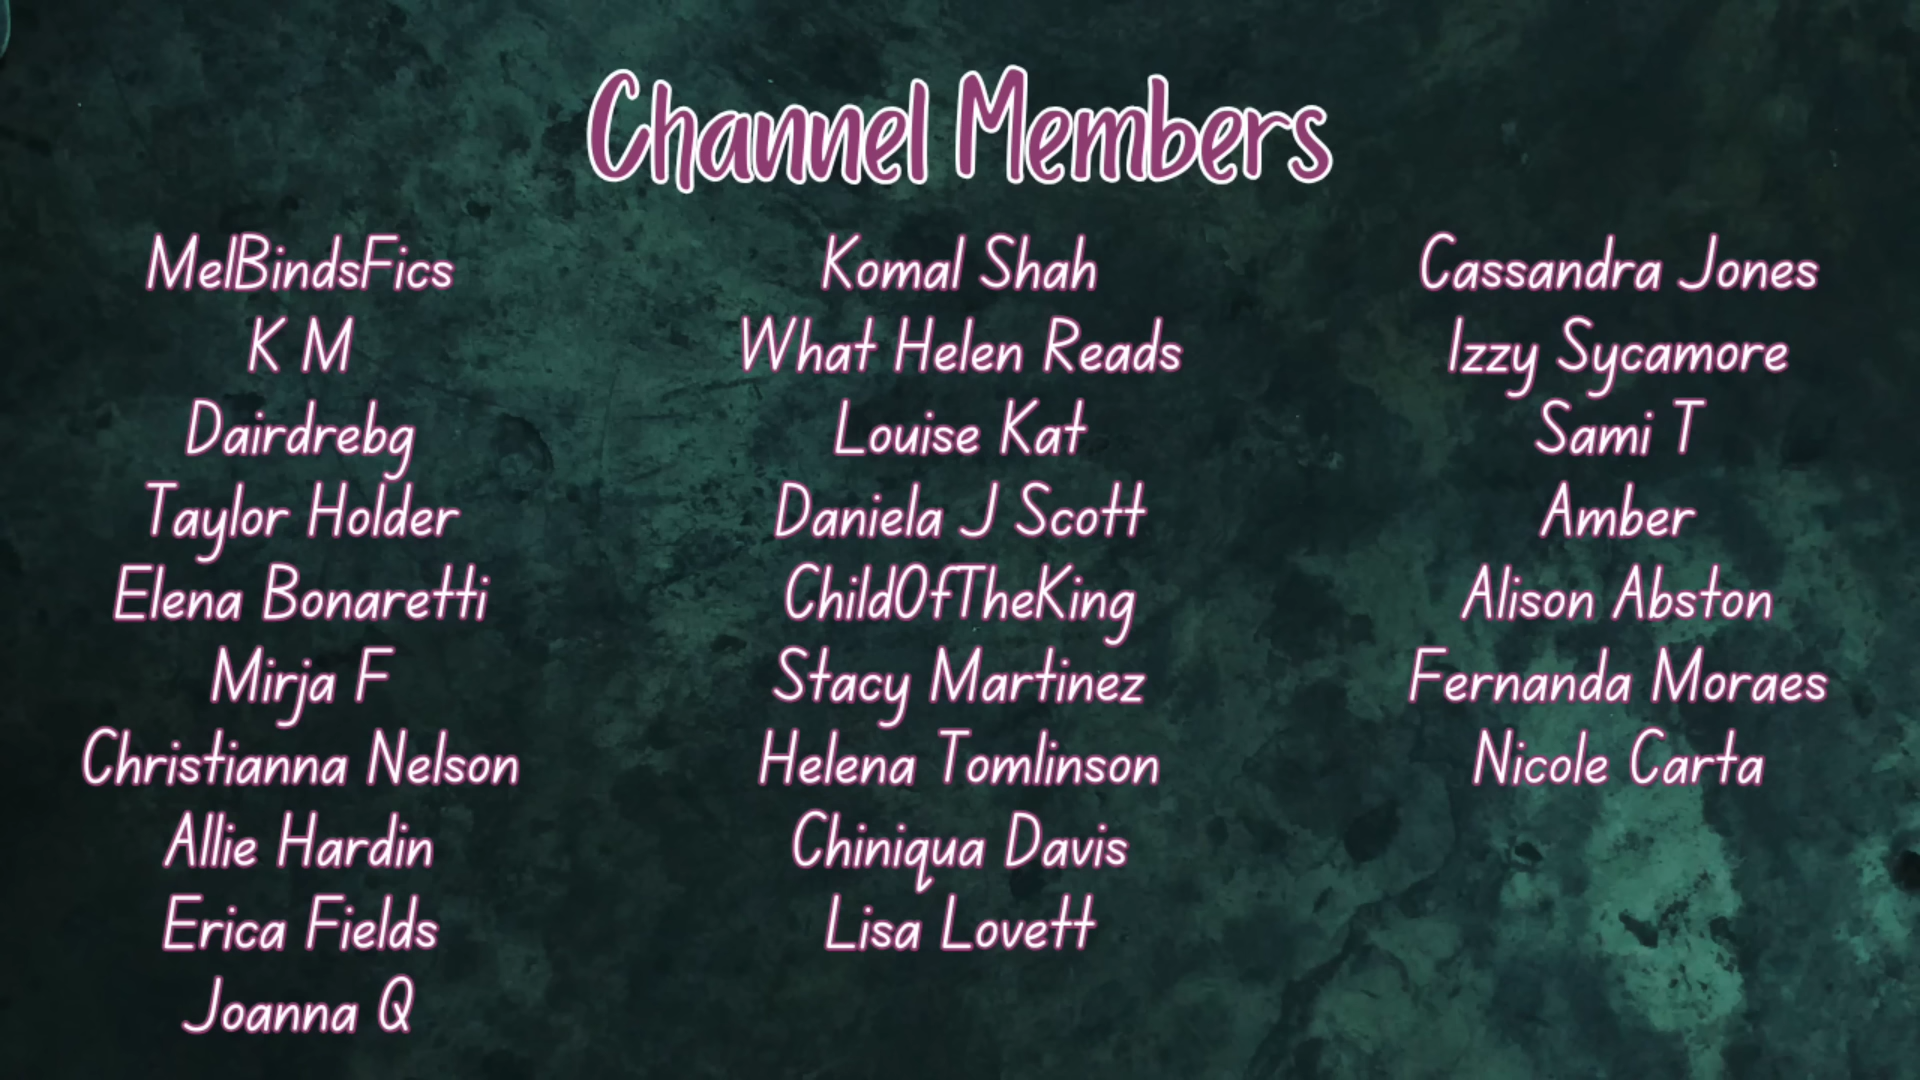 Channel Members
MelBindsFics
K M
Dairdrebg
Taylor Holder
Elena Bonaretti
Mirja F
Christianna Nelson
Allie Hardin
Erica Fields
Joanna Q
Komal Shah
What Helen Reads
Louise Kat
Daniela J Scott
ChildOfTheKing
Stacy Martinez
Helena Tomlinson
Chiniqua Davis
Lisa Lovett
Cassandra Jones
Izzy Sycamore
Sami T
Amber
Alison Abston
Fernanda Moraes
Nicole Carta